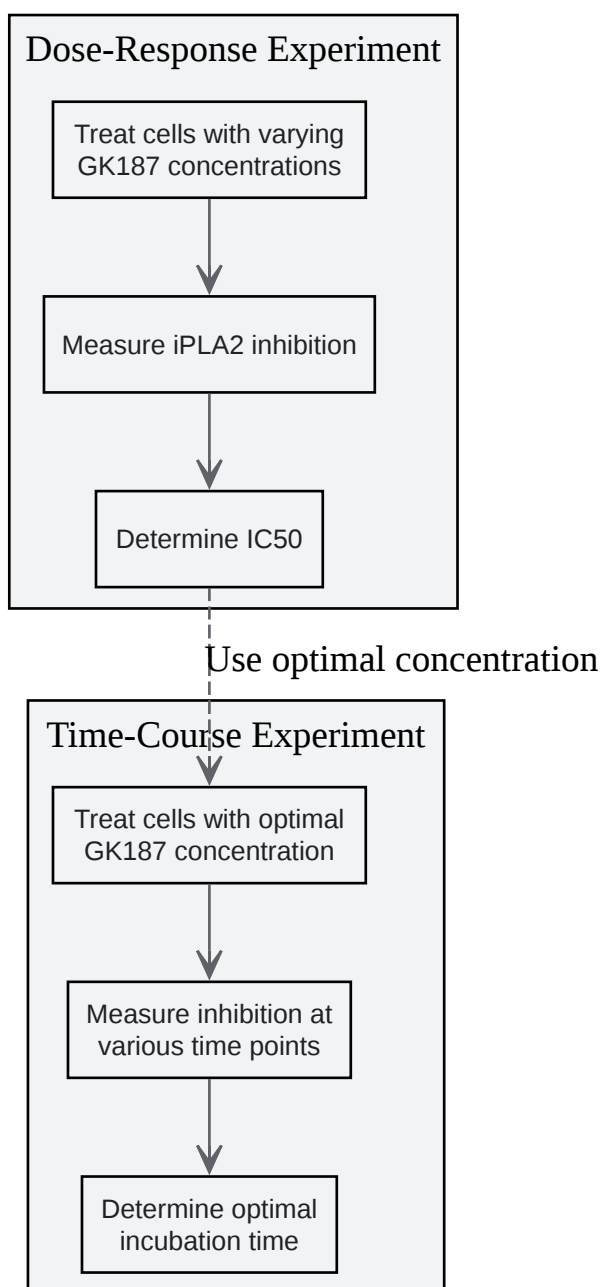 Dose-Response Experiment
Treat cells with varying
GK187 concentrations
Measure iPLA2 inhibition
Determine IC50
Use optimal concentration
Time-Course Experiment
Treat cells with optimal
GK187 concentration
Measure inhibition at
various time points
Determine optimal
incubation time